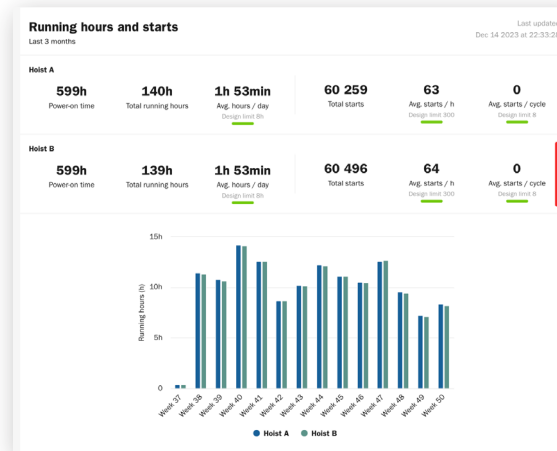 Running hours and starts
Last 3 months
Last updated
Dec 14 2023 at 22:33:2
Hoist A
599h 140h 1h 53min 60 259 63 0
Power-on time Total running hours Avg. hours / day Total starts Avg. starts / h Avg. starts / cycle
Design limit 8h Design limit 300 Design limit 8
Hoist B
599h 139h 1h 53min 60 496 64 0
Power-on time Total running hours Avg. hours / day Total starts Avg. starts / h Avg. starts / cycle
Design limit 8h Design limit 300 Design limit 8
15h
10h
5h
0
Running hours (h)
Week 37 Week 38 Week 39 Week 40 Week 41 Week 42 Week 43 Week 44 Week 45 Week 46 Week 47 Week 48 Week 49 Week 50
Hoist A Hoist B